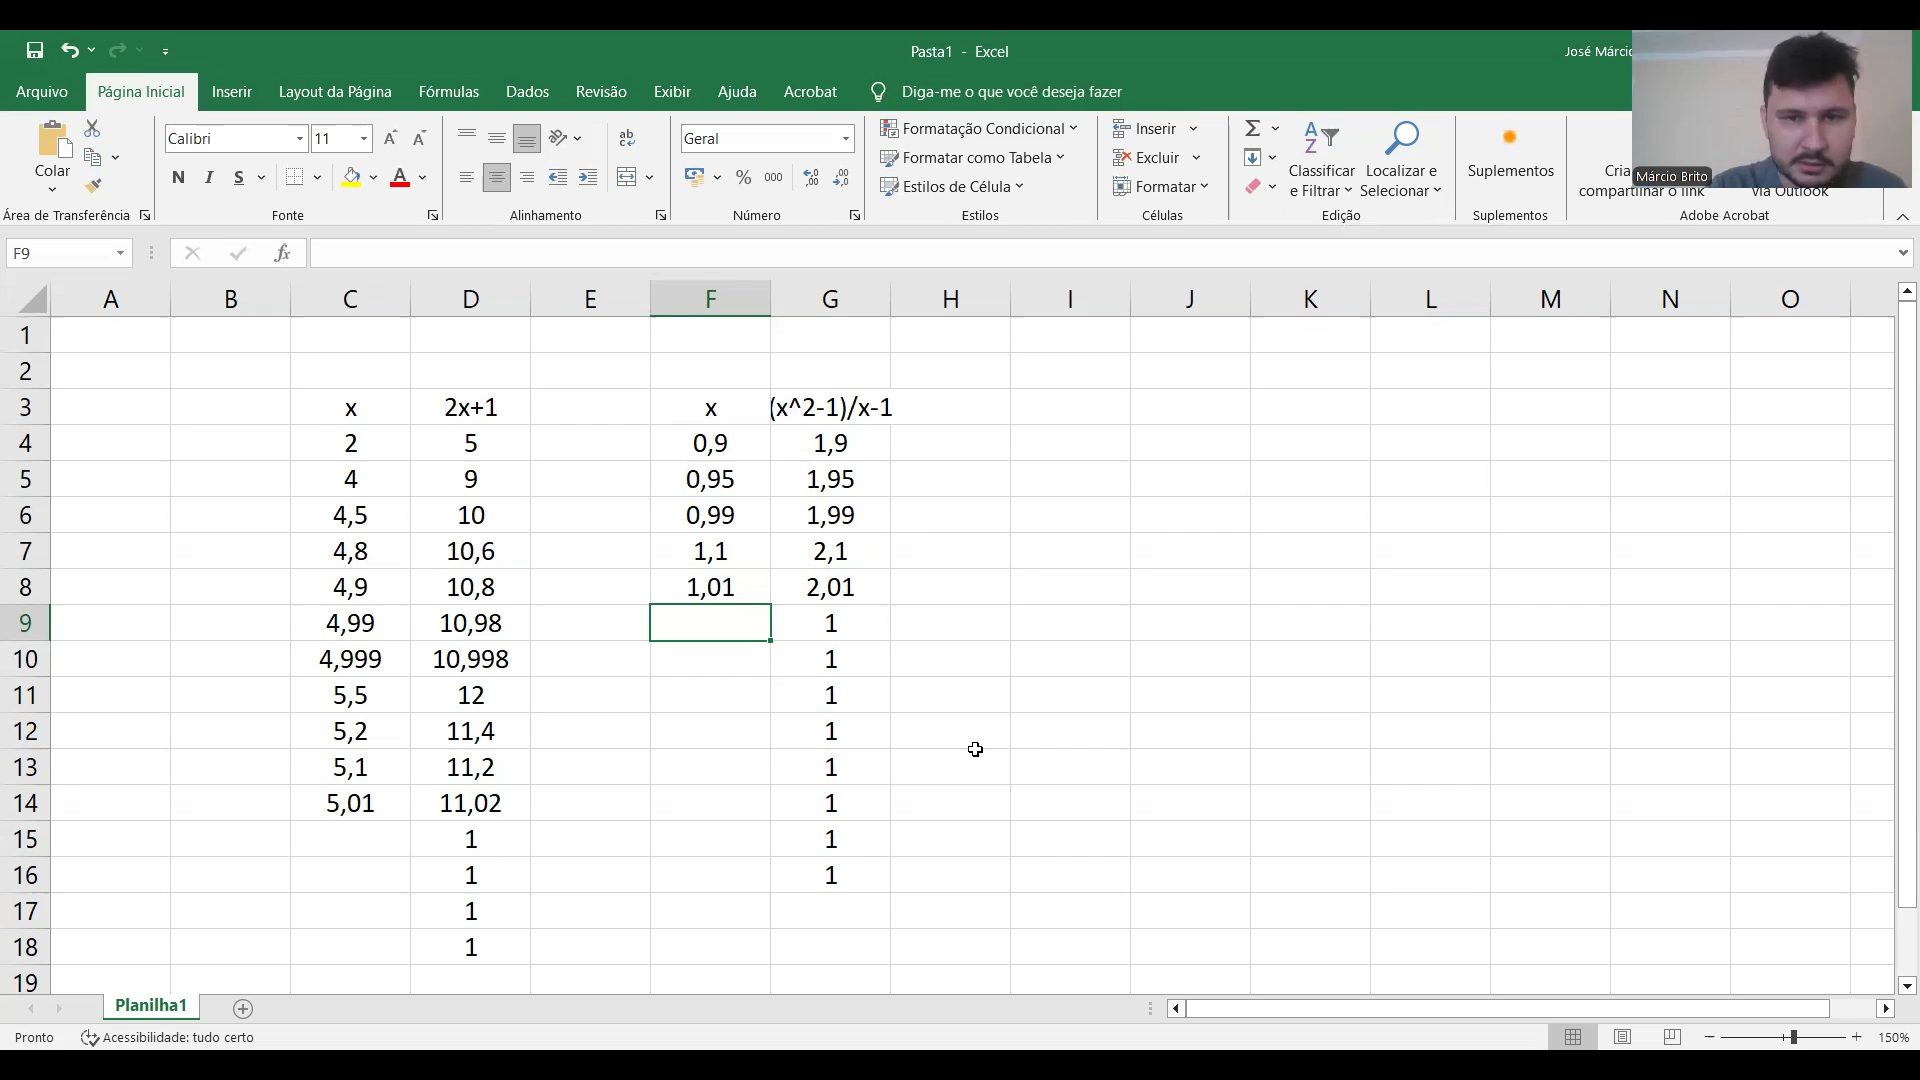 Pasta1 - Excel
José Márcio
Arquivo
Página Inicial
Inserir
Layout da Página
Fórmulas
Dados
Revisão
Exibir
Ajuda
Acrobat
Diga-me o que você deseja fazer
Colar
Área de Transferência
Calibri
11
N I S
Fonte
ab
Alinhamento
Geral
% 000
Número
Formatação Condicional
Formatar como Tabela
Estilos de Célula
Estilos
Inserir
Excluir
Formatar
Células
Classificar
e Filtrar
Localizar e
Selecionar
Edição
Suplementos
Suplementos
compartilhar o link
Via Outlook
Adobe Acrobat
Márcio Brito
F9
fx
A B C D E F G H I J K L M N O
1
2
3 x 2x+1 x (x^2-1)/x-1
4 2 5 0,9 1,9
5 4 9 0,95 1,95
6 4,5 10 0,99 1,99
7 4,8 10,6 1,1 2,1
8 4,9 10,8 1,01 2,01
9 4,99 10,98 1
10 4,999 10,998 1
11 5,5 12 1
12 5,2 11,4 1
13 5,1 11,2 1
14 5,01 11,02 1
15 1 1
16 1 1
17 1
18 1
19
Planilha1
Pronto
Acessibilidade: tudo certo
150%